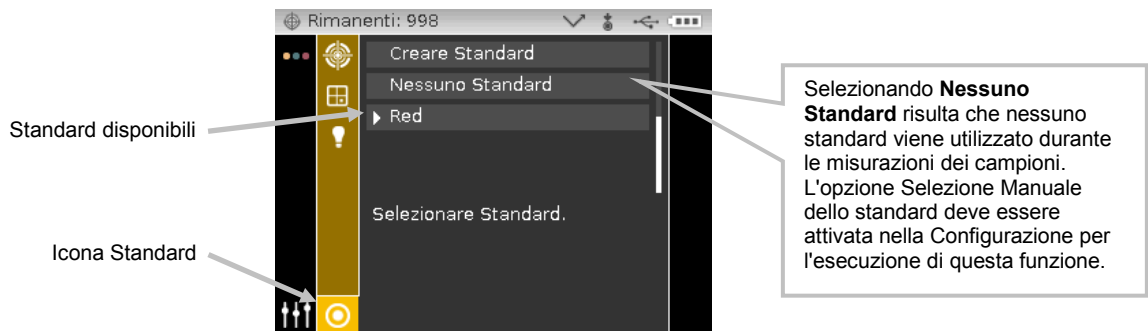 Rimanenti: 998
Creare Standard
Nessuno Standard
Red
Selezionare Standard.
Standard disponibili
Icona Standard
Selezionando Nessuno
Standard risulta che nessuno
standard viene utilizzato durante
le misurazioni dei campioni.
L'opzione Selezione Manuale
dello standard deve essere
attivata nella Configurazione per
l'esecuzione di questa funzione.